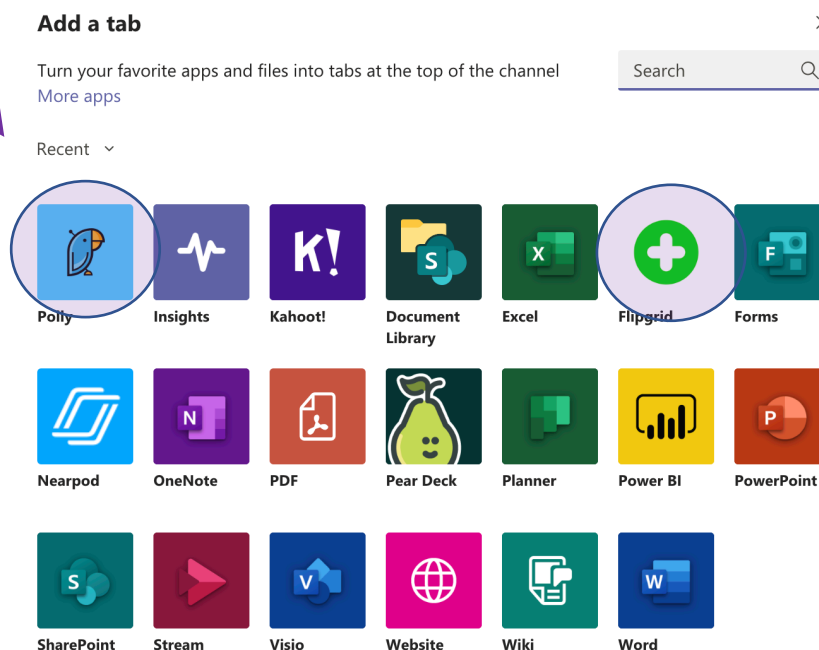 Add a tab
Turn your favorite apps and files into tabs at the top of the channel
Search
More apps
Recent
K!
S
X
F
Polly
Insights
Kahoot!
Document
Library
Excel
Flipgrid
Forms
N
P
Nearpod
OneNote
PDF
Pear Deck
Planner
Power BI
PowerPoint
S
V
W
SharePoint
Stream
Visio
Website
Wiki
Word